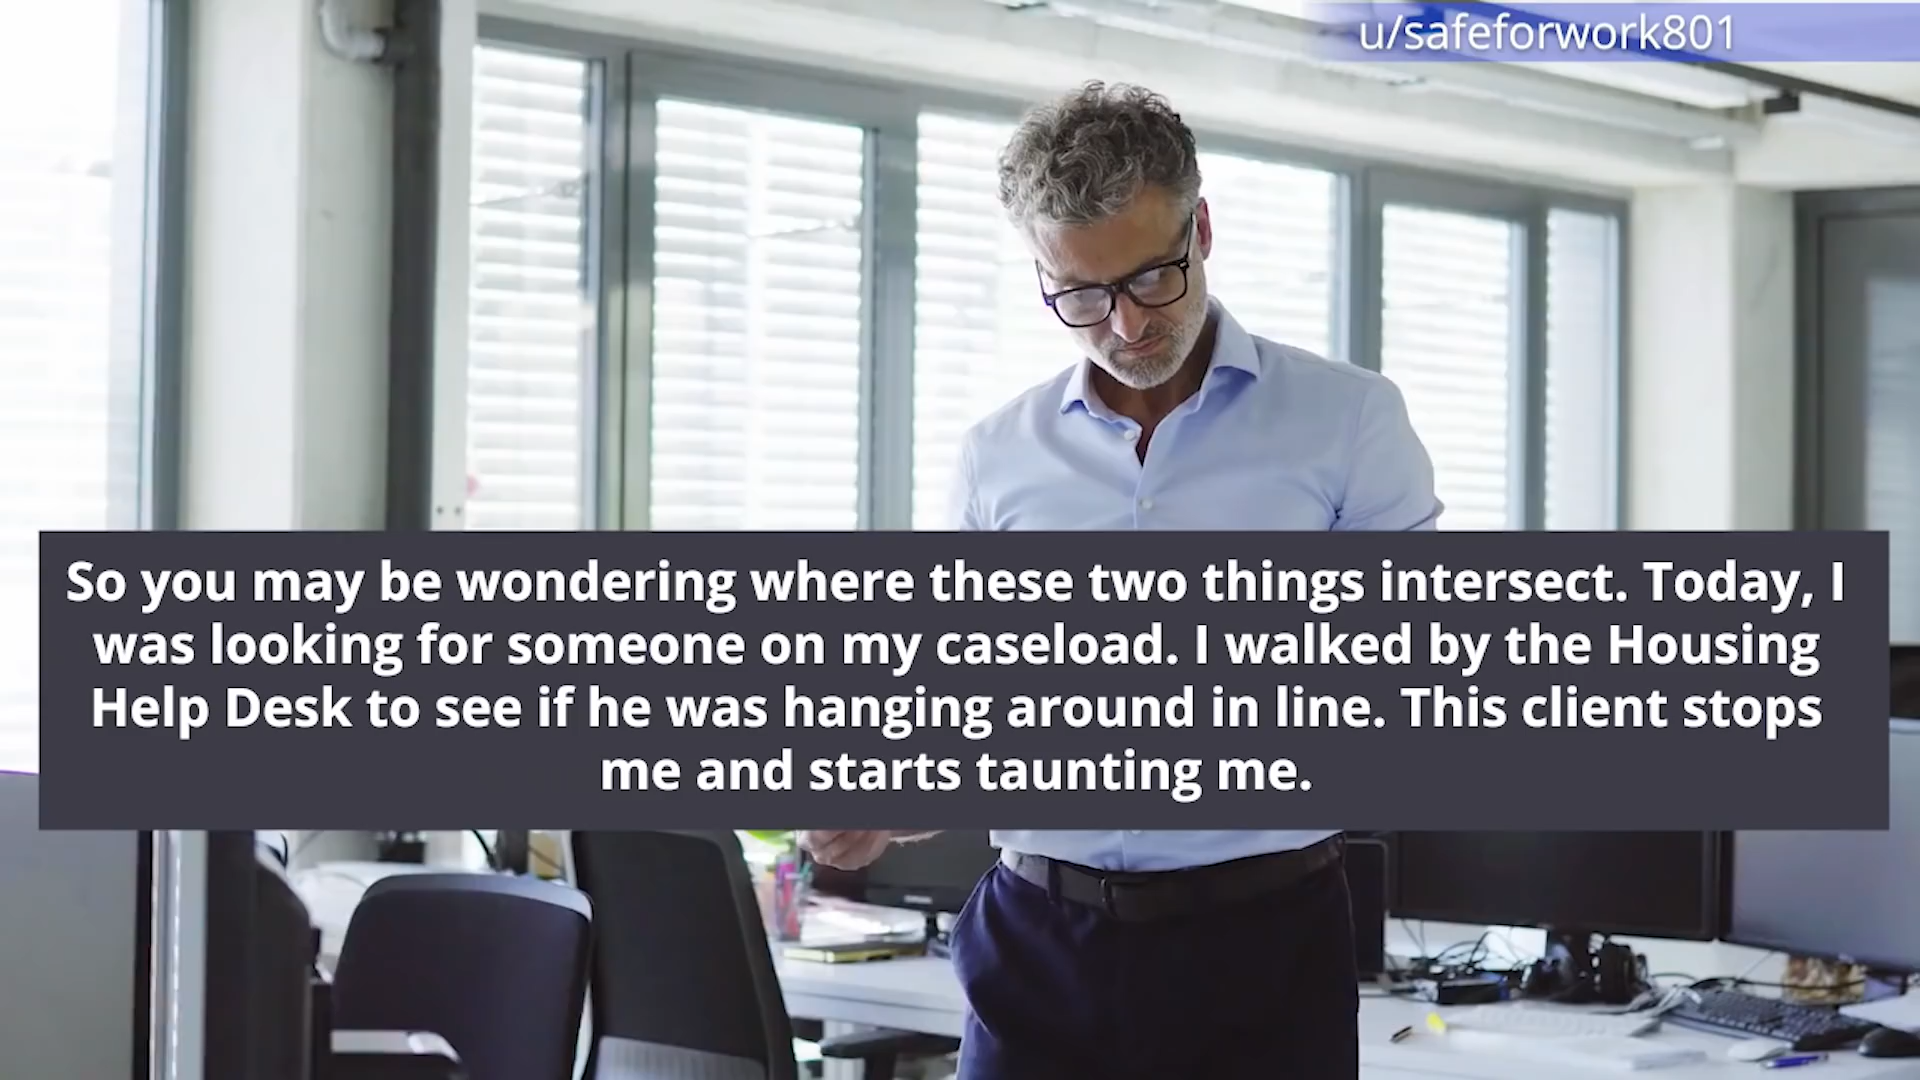 u/safeforwork801
So you may be wondering where these two things intersect. Today, I
was looking for someone on my caseload. I walked by the Housing
Help Desk to see if he was hanging around in line. This client stops
me and starts taunting me.